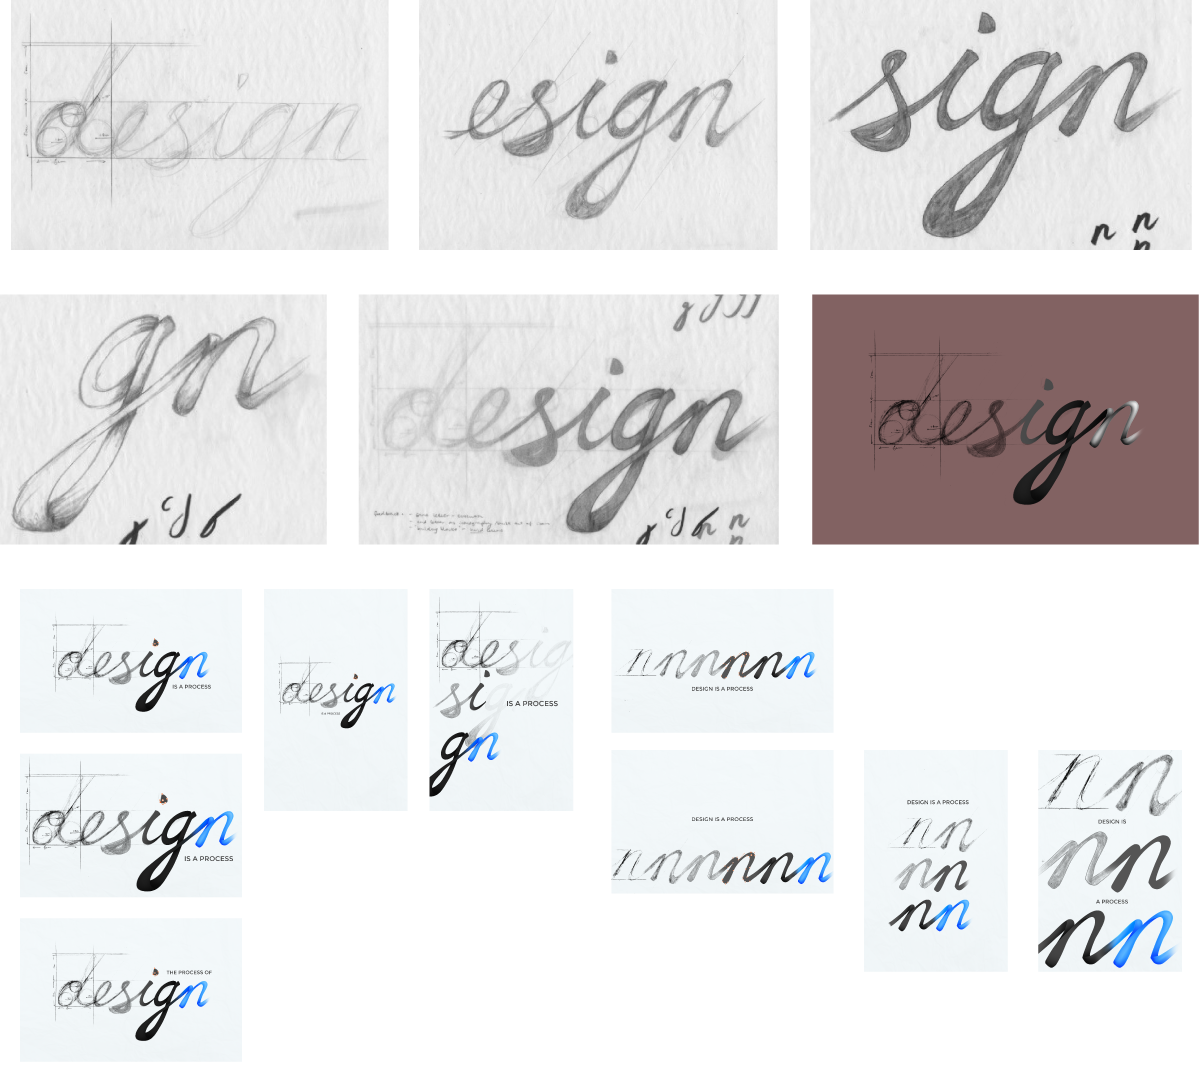 design
esign
sign
n n
n
gn
design
design
design
IS A PROCESS
design
IS A PROCESS
design
si
gn
IS A PROCESS
nnnnnnn
DESIGN IS A PROCESS
design
IS A PROCESS
DESIGN IS A PROCESS
nnnnnnn
DESIGN IS A PROCESS
nn
nn
nn
nn
DESIGN IS
nn
A PROCESS
nn
THE PROCESS OF
design